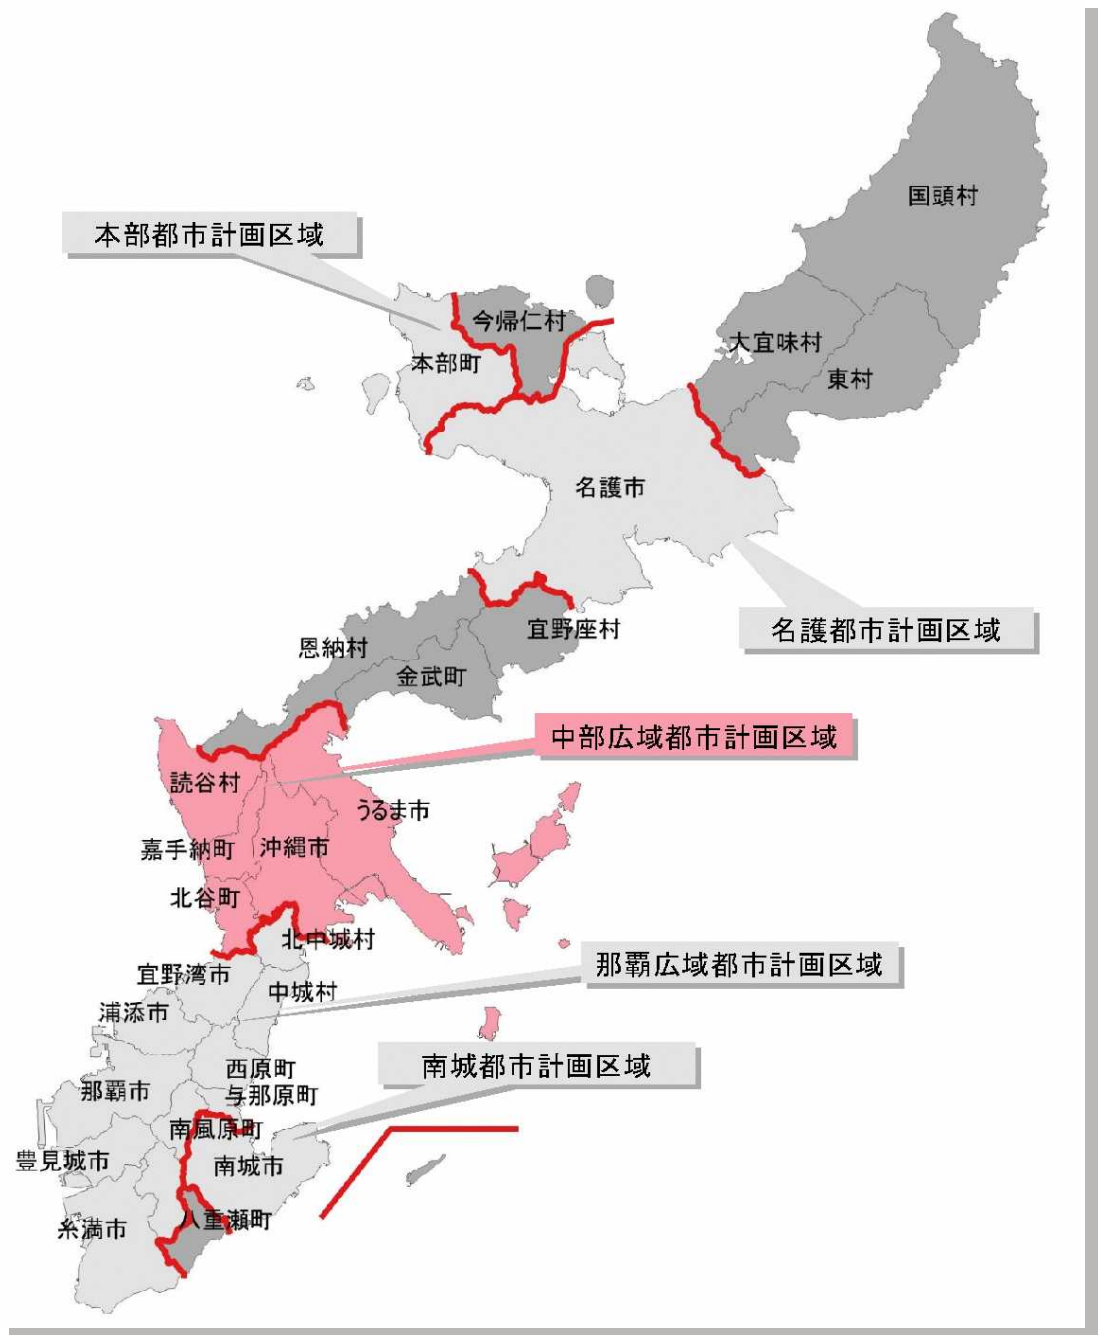 国頭村
本部都市計画区域
今帰仁村
大宜味村
本部町
東村
名護市
宜野座村
名護都市計画区域
恩納村
金武町
中部広域都市計画区域
読谷村
うるま市
嘉手納町
沖縄市
北谷町
北中城村
那覇広域都市計画区域
宜野湾市
中城村
浦添市
西原町
南城都市計画区域
那覇市
与那原町
南風原町
豊見城市
南城市
八重瀬町
糸満市